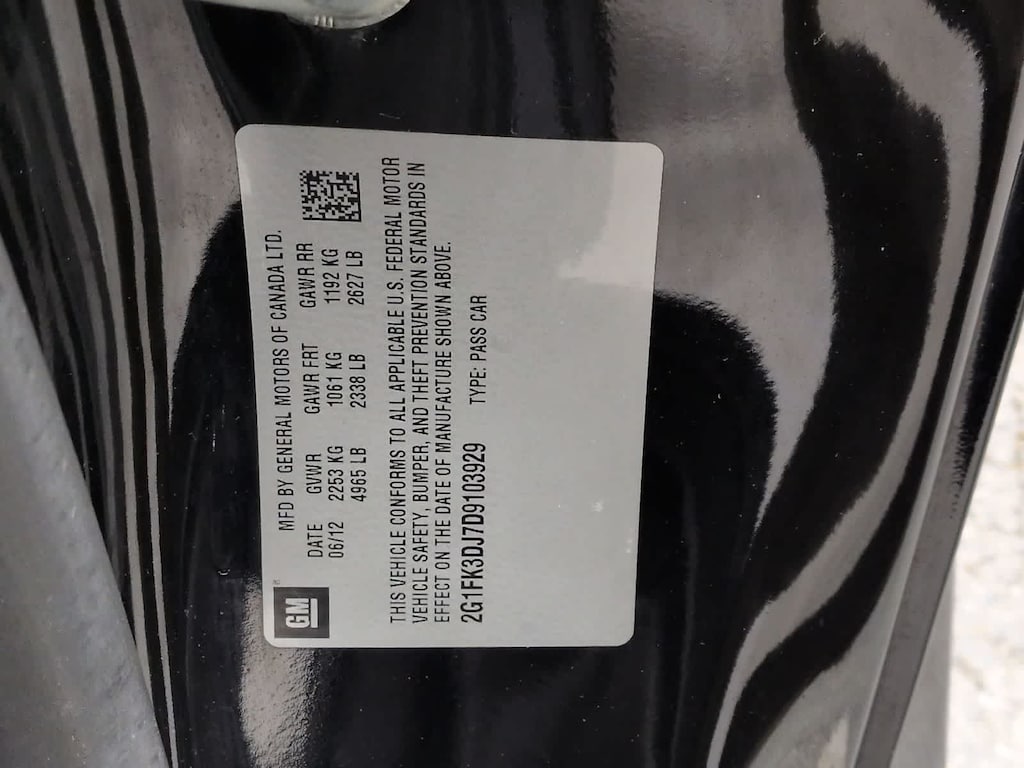 GM
MFD BY GENERAL MOTORS OF CANADA LTD.
DATE GVWR GAWR FRT GAWR RR
06/12 2253 KG 1061 KG 1192 KG
4965 LB 2338 LB 2627 LB
THIS VEHICLE CONFORMS TO ALL APPLICABLE U.S. FEDERAL MOTOR
VEHICLE SAFETY, BUMPER, AND THEFT PREVENTION STANDARDS IN
EFFECT ON THE DATE OF MANUFACTURE SHOWN ABOVE.
2G1FK3DJ7D9103929 TYPE: PASS CAR